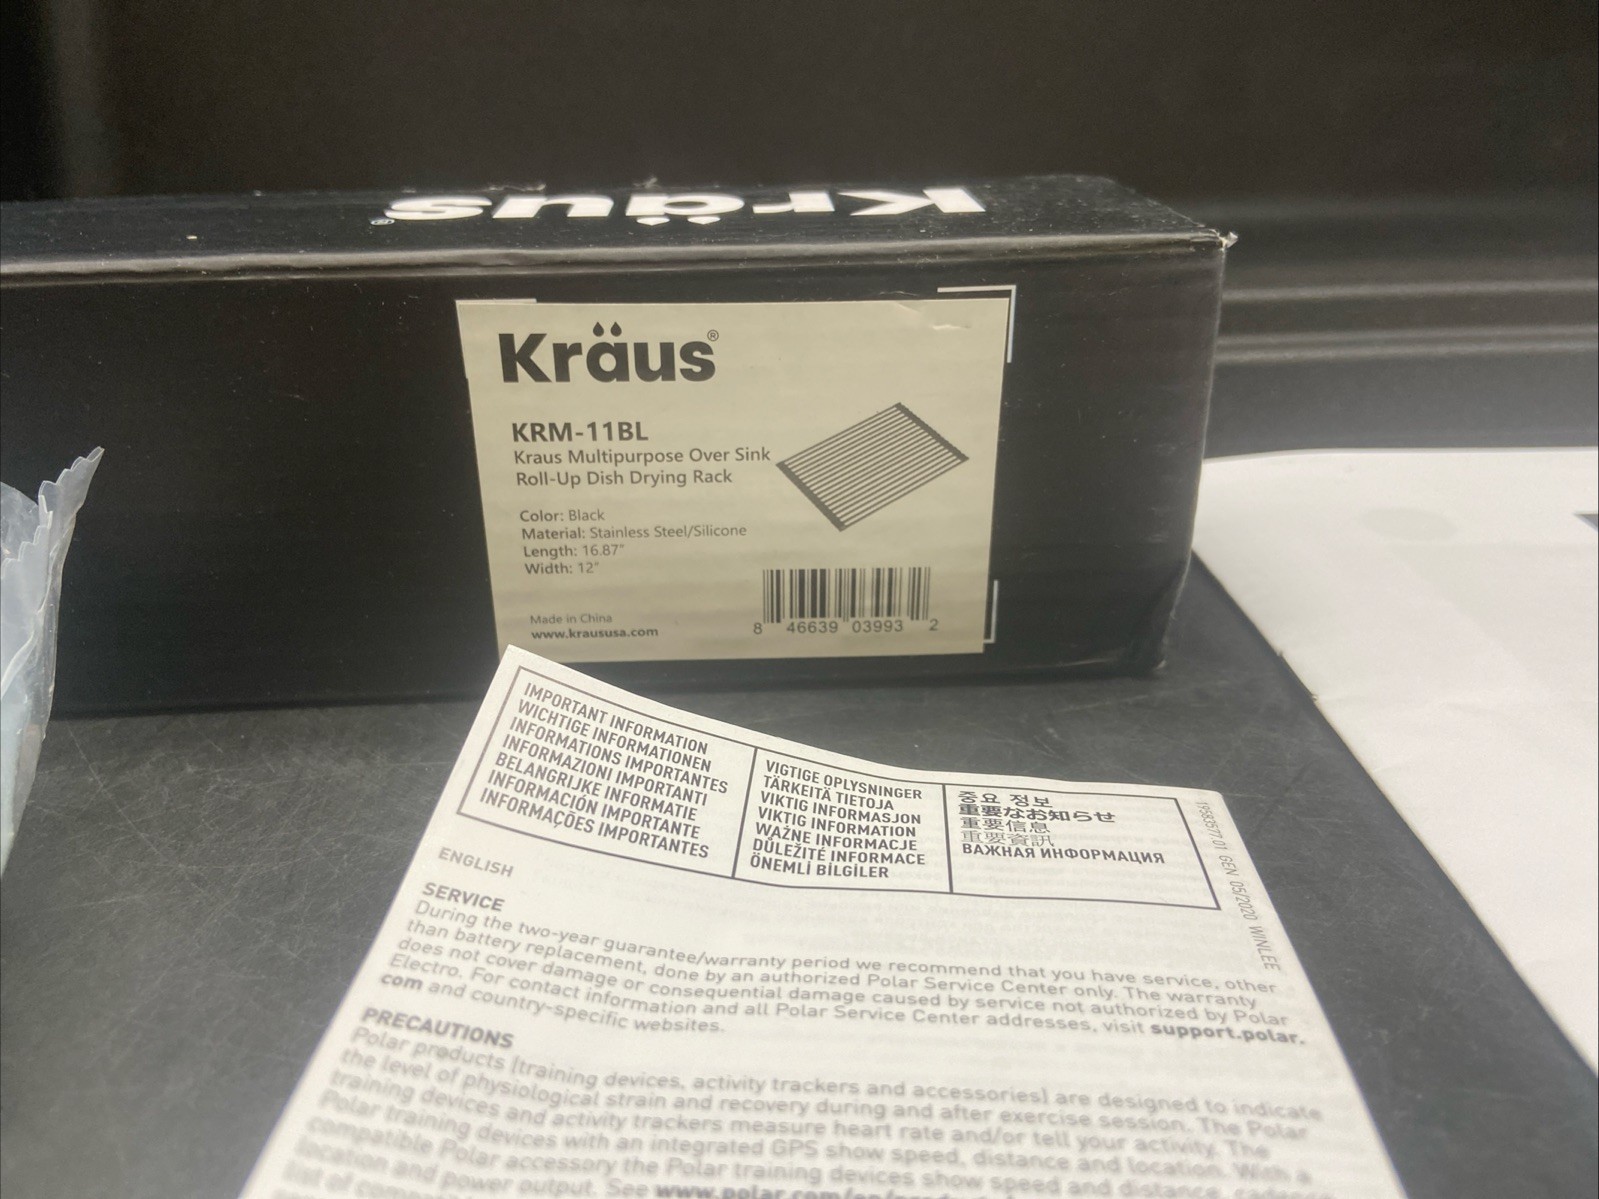 Kräus®
Kräus®
KRM-11BL
Kraus Multipurpose Over Sink
Roll-Up Dish Drying Rack
Color: Black
Material: Stainless Steel/Silicone
Length: 16.87"
Width: 12"
Made in China
www.kraususa.com
8 46639 03993 2
IMPORTANT INFORMATION
WICHTIGE INFORMATIONEN
INFORMATIONS IMPORTANTES
INFORMAZIONI IMPORTANTI
BELANGRIJKE INFORMATIE
INFORMACIÓN IMPORTANTE
INFORMAÇÕES IMPORTANTES
VIGTIGE OPLYSNINGER
TÄRKEITÄ TIETOJA
VIKTIG INFORMASJON
VIKTIG INFORMATION
WAŻNE INFORMACJE
DŮLEŽITÉ INFORMACE
ÖNEMLİ BİLGİLER
중요 정보
重要なお知らせ
重要信息
重要資訊
ВАЖНАЯ ИНФОРМАЦИЯ
19583577.01 GEN 05/2020 WINLEE
ENGLISH
SERVICE
During the two-year guarantee/warranty period we recommend that you have service, other
than battery replacement, done by an authorized Polar Service Center only. The warranty
does not cover damage or consequential damage caused by service not authorized by Polar
Electro. For contact information and all Polar Service Center addresses, visit support.polar.
com and country-specific websites.
PRECAUTIONS
Polar products (training devices, activity trackers and accessories) are designed to indicate
the level of physiological strain and recovery during and after exercise session. The Polar
training devices and activity trackers measure heart rate and/or tell your activity. The
Polar training devices with an integrated GPS show speed, distance and location. With a
compatible Polar accessory the Polar training devices show speed and distance, cadence,
location and power output. See www.polar.com/en/products
list of